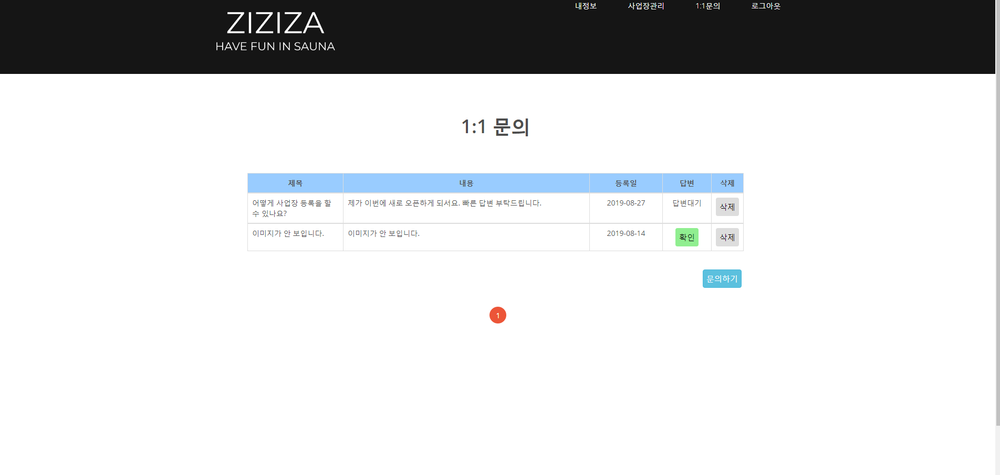 ZIZIZA
HAVE FUN IN SAUNA
내정보 사업장관리 1:1문의 로그아웃
1:1 문의
제목 내용 등록일 답변 삭제
어떻게 사업장 등록을 할 제가 이번에 새로 오픈하게 되서요. 빠른 답변 부탁드립니다. 2019-08-27 답변대기 삭제
수 있나요?
이미지가 안 보입니다. 이미지가 안 보입니다. 2019-08-14 확인 삭제
문의하기
1